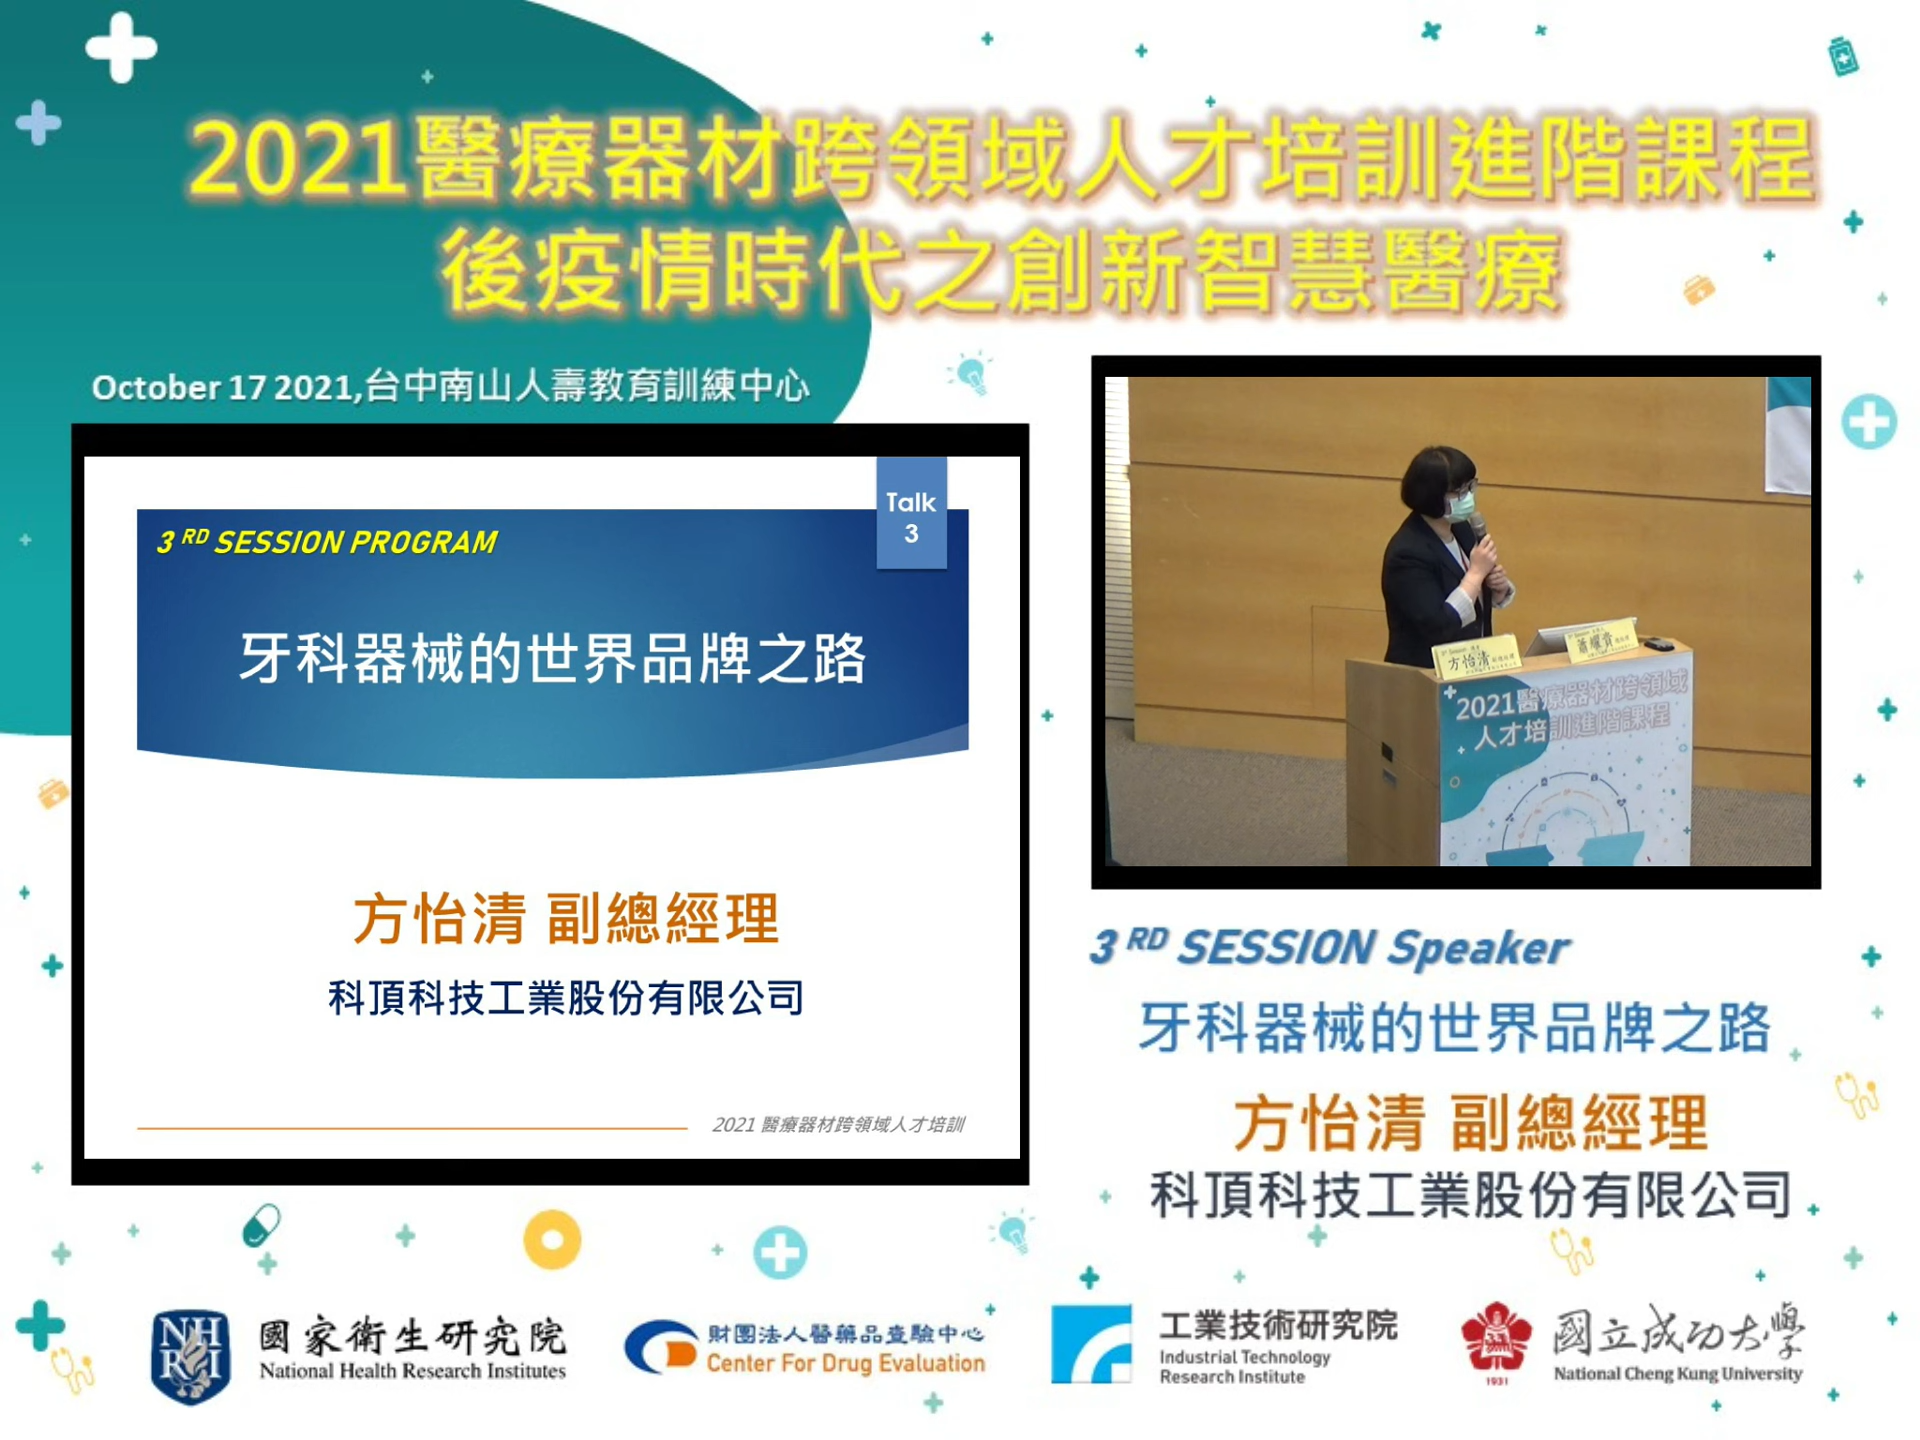 2021醫療器材跨領域人才培訓進階課程
後疫情時代之創新智慧醫療
October 17 2021,台中南山人壽教育訓練中心
Talk
3
3 RD SESSION PROGRAM
牙科器械的世界品牌之路
方怡清 副總經理
科頂科技工業股份有限公司
2021 醫療器材跨領域人才培訓
方怡清
蕭耀貴
2021醫療器材跨領域
人才培訓進階課程
3 RD SESSION Speaker
牙科器械的世界品牌之路
方怡清 副總經理
科頂科技工業股份有限公司
NHRI
國家衛生研究院
National Health Research Institutes
財團法人醫藥品查驗中心
Center For Drug Evaluation
工業技術研究院
Industrial Technology
Research Institute
1931
國立成功大學
National Cheng Kung University